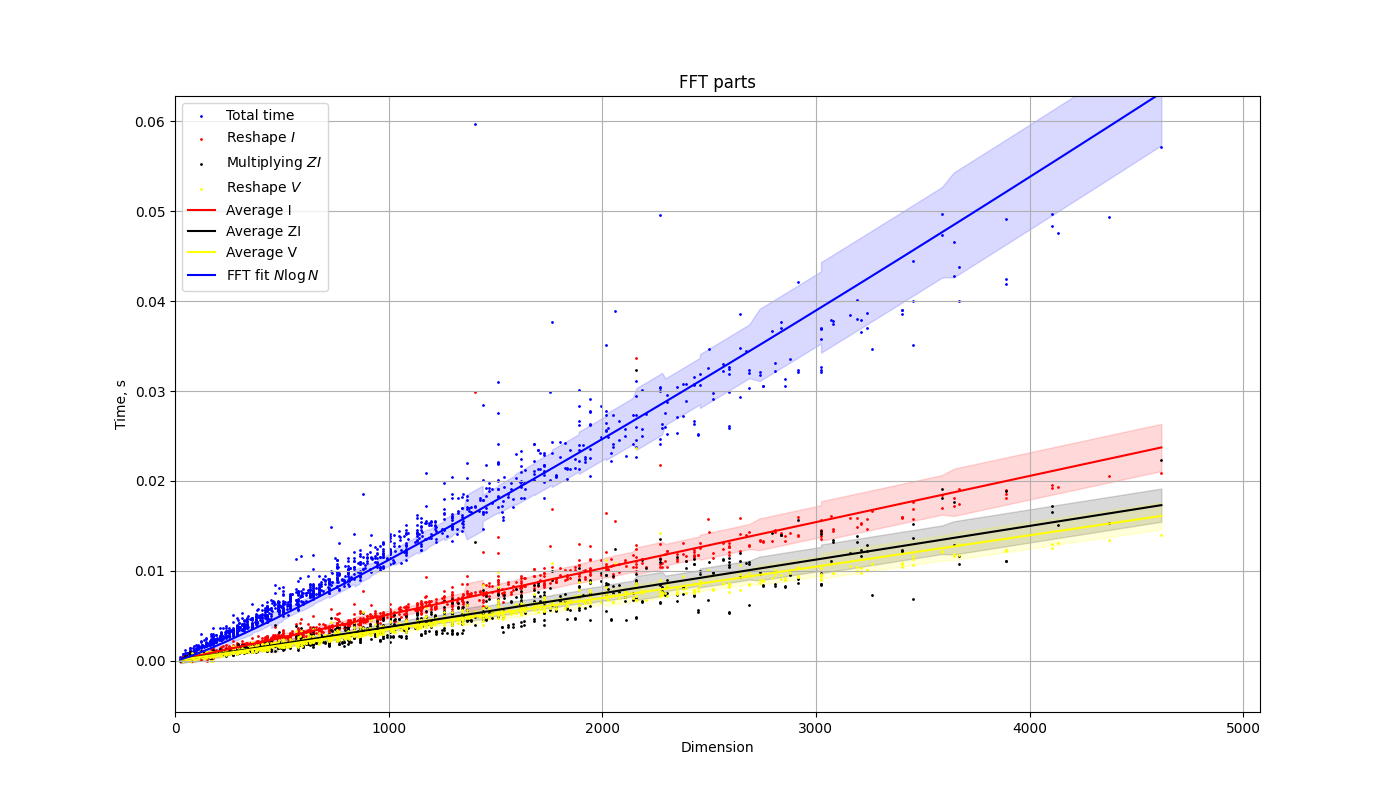 FFT parts
Total time
Reshape I
Multiplying ZI
Reshape V
Average I
Average ZI
Average V
FFT fit N log N
0.06
0.05
0.04
0.03
0.02
0.01
0.00
Time, s
0
1000
2000
3000
4000
5000
Dimension